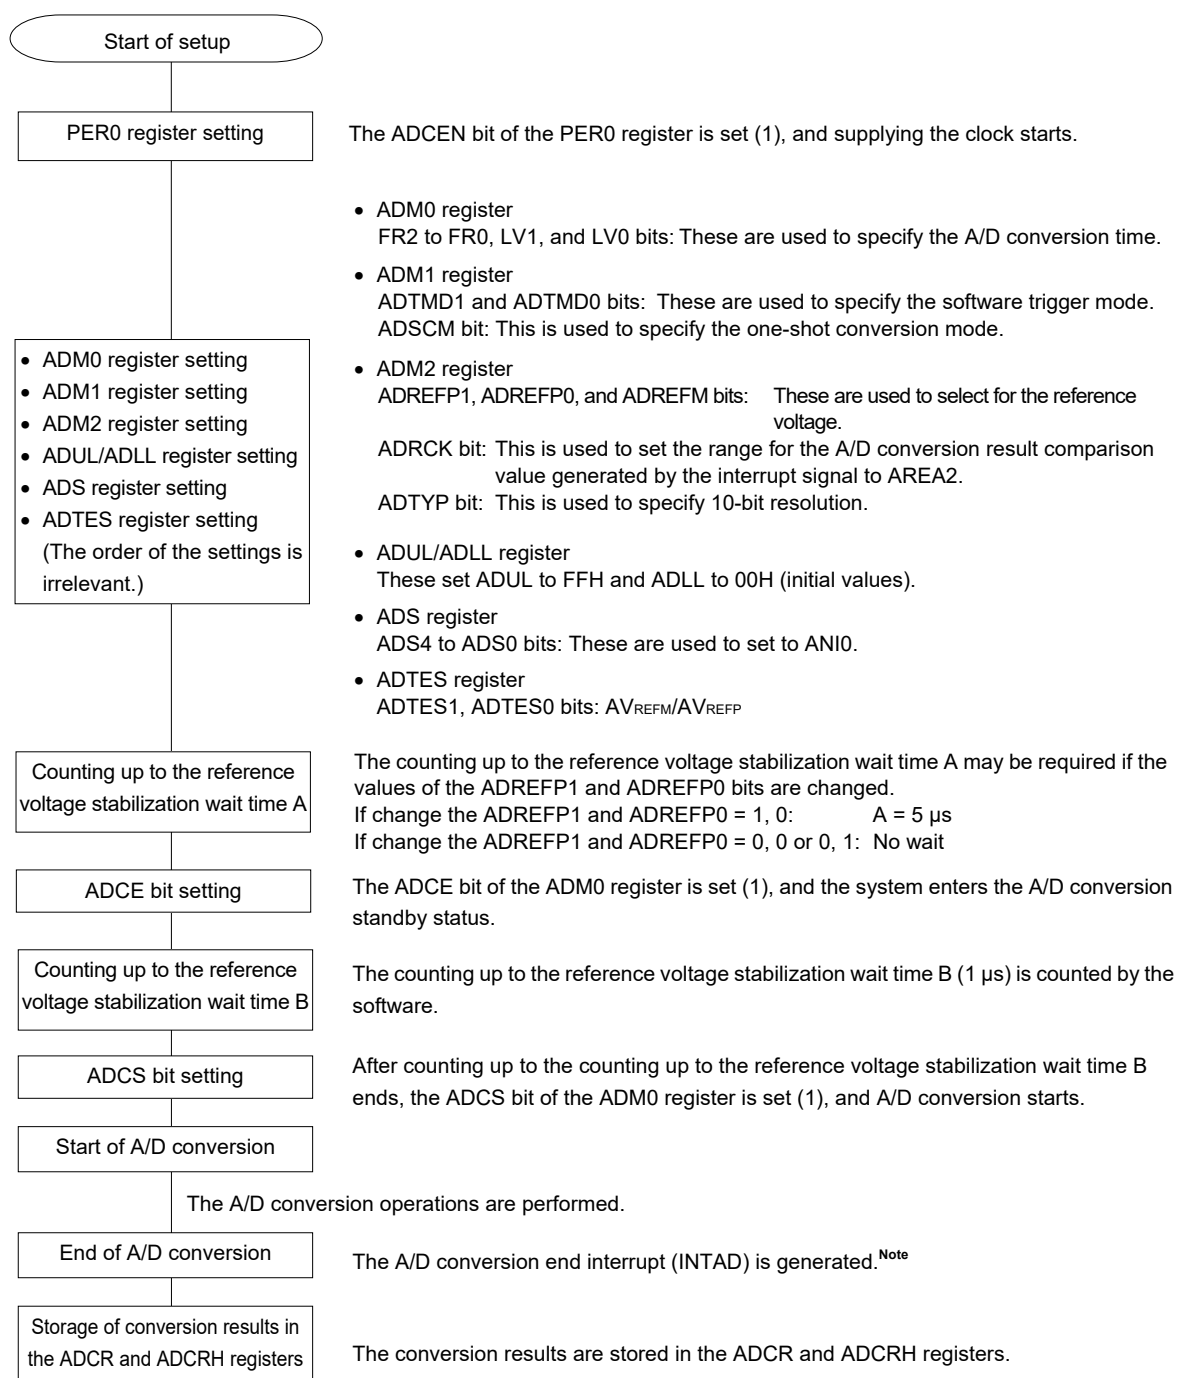 Start of setup
PER0 register setting
The ADCEN bit of the PER0 register is set (1), and supplying the clock starts.
• ADM0 register
FR2 to FR0, LV1, and LV0 bits: These are used to specify the A/D conversion time.
• ADM1 register
ADTMD1 and ADTMD0 bits: These are used to specify the software trigger mode.
ADSCM bit: This is used to specify the one-shot conversion mode.
• ADM0 register setting
• ADM1 register setting
• ADM2 register setting
• ADUL/ADLL register setting
• ADS register setting
• ADTES register setting
(The order of the settings is
irrelevant.)
• ADM2 register
ADREFP1, ADREFP0, and ADREFM bits: These are used to select for the reference
voltage.
ADRCK bit: This is used to set the range for the A/D conversion result comparison
value generated by the interrupt signal to AREA2.
ADTYP bit: This is used to specify 10-bit resolution.
• ADUL/ADLL register
These set ADUL to FFH and ADLL to 00H (initial values).
• ADS register
ADS4 to ADS0 bits: These are used to set to ANI0.
• ADTES register
ADTES1, ADTES0 bits: AVREFM/AVREFP
Counting up to the reference
voltage stabilization wait time A
The counting up to the reference voltage stabilization wait time A may be required if the
values of the ADREFP1 and ADREFP0 bits are changed.
If change the ADREFP1 and ADREFP0 = 1, 0: A = 5 µs
If change the ADREFP1 and ADREFP0 = 0, 0 or 0, 1: No wait
ADCE bit setting
The ADCE bit of the ADM0 register is set (1), and the system enters the A/D conversion
standby status.
Counting up to the reference
voltage stabilization wait time B
The counting up to the reference voltage stabilization wait time B (1 µs) is counted by the
software.
ADCS bit setting
After counting up to the counting up to the reference voltage stabilization wait time B
ends, the ADCS bit of the ADM0 register is set (1), and A/D conversion starts.
Start of A/D conversion
The A/D conversion operations are performed.
End of A/D conversion
The A/D conversion end interrupt (INTAD) is generated.Note
Storage of conversion results in
the ADCR and ADCRH registers
The conversion results are stored in the ADCR and ADCRH registers.